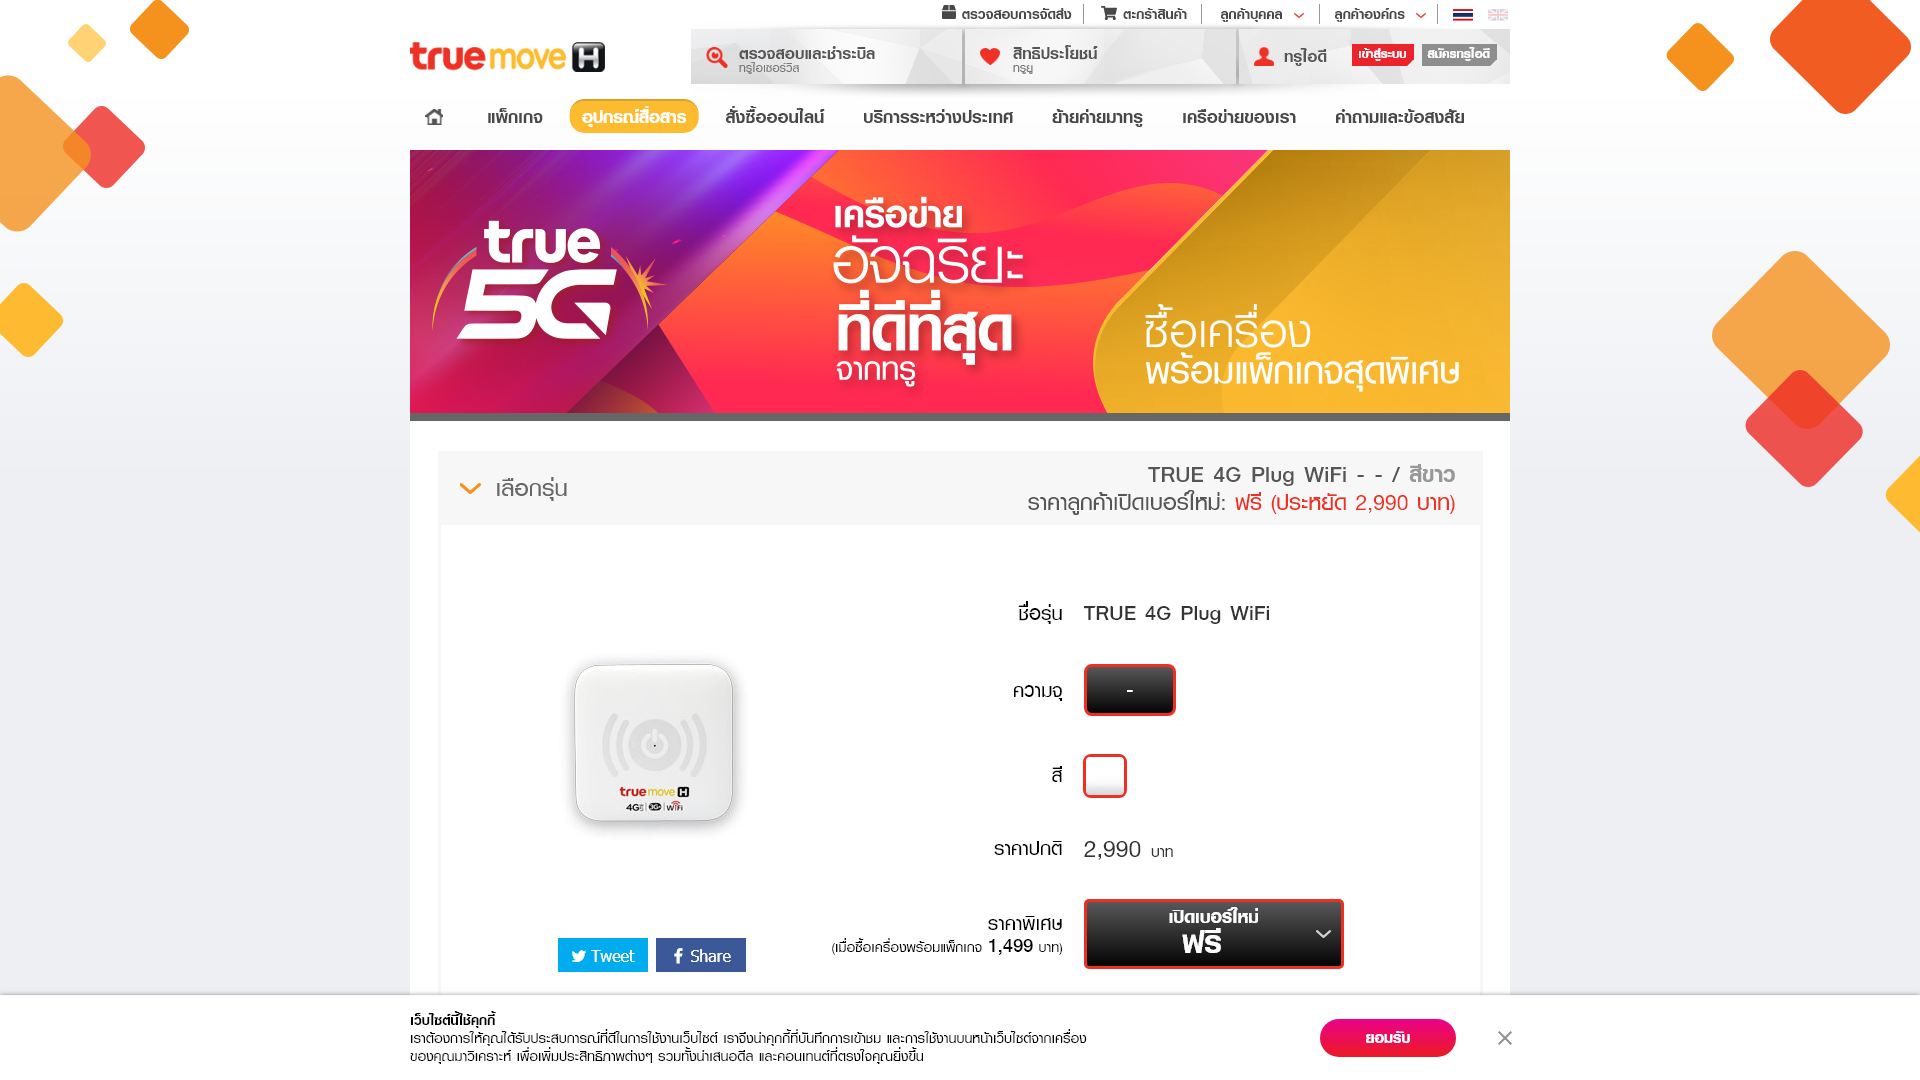 ตรวจสอบการจัดส่ง ตะกร้าสินค้า ลูกค้าบุคคล ลูกค้าองค์กร
truemove H
ตรวจสอบและชำระบิล
ทรูไอเซอร์วิส
สิทธิประโยชน์
ทรูยู
ทรูไอดี
เข้าสู่ระบบ
สมัครทรูไอดี
แพ็กเกจ อุปกรณ์สื่อสาร สั่งซื้อออนไลน์ บริการระหว่างประเทศ ย้ายค่ายมาทรู เครือข่ายของเรา คำถามและข้อสงสัย
true
5G
เครือข่าย
อัจฉริยะ
ที่ดีที่สุด
จากทรู
ซื้อเครื่อง
พร้อมแพ็กเกจสุดพิเศษ
เลือกรุ่น
TRUE 4G Plug WiFi - - / สีขาว
ราคาลูกค้าเปิดเบอร์ใหม่: ฟรี (ประหยัด 2,990 บาท)
ชื่อรุ่น TRUE 4G Plug WiFi
ความจุ -
สี
truemove H
4G 3G+ WiFi
ราคาปกติ 2,990 บาท
ราคาพิเศษ
(เมื่อซื้อเครื่องพร้อมแพ็กเกจ 1,499 บาท)
เปิดเบอร์ใหม่
ฟรี
Tweet Share
เว็บไซต์นี้ใช้คุกกี้
เราต้องการให้คุณได้รับประสบการณ์ที่ดีในการใช้งานเว็บไซต์ เราจึงนำคุกกี้ที่บันทึกการเข้าชม และการใช้งานบนหน้าเว็บไซต์จากเครื่อง
ของคุณมาวิเคราะห์ เพื่อเพิ่มประสิทธิภาพต่างๆ รวมทั้งนำเสนอดีล และคอนเทนต์ที่ตรงใจคุณยิ่งขึ้น
ยอมรับ